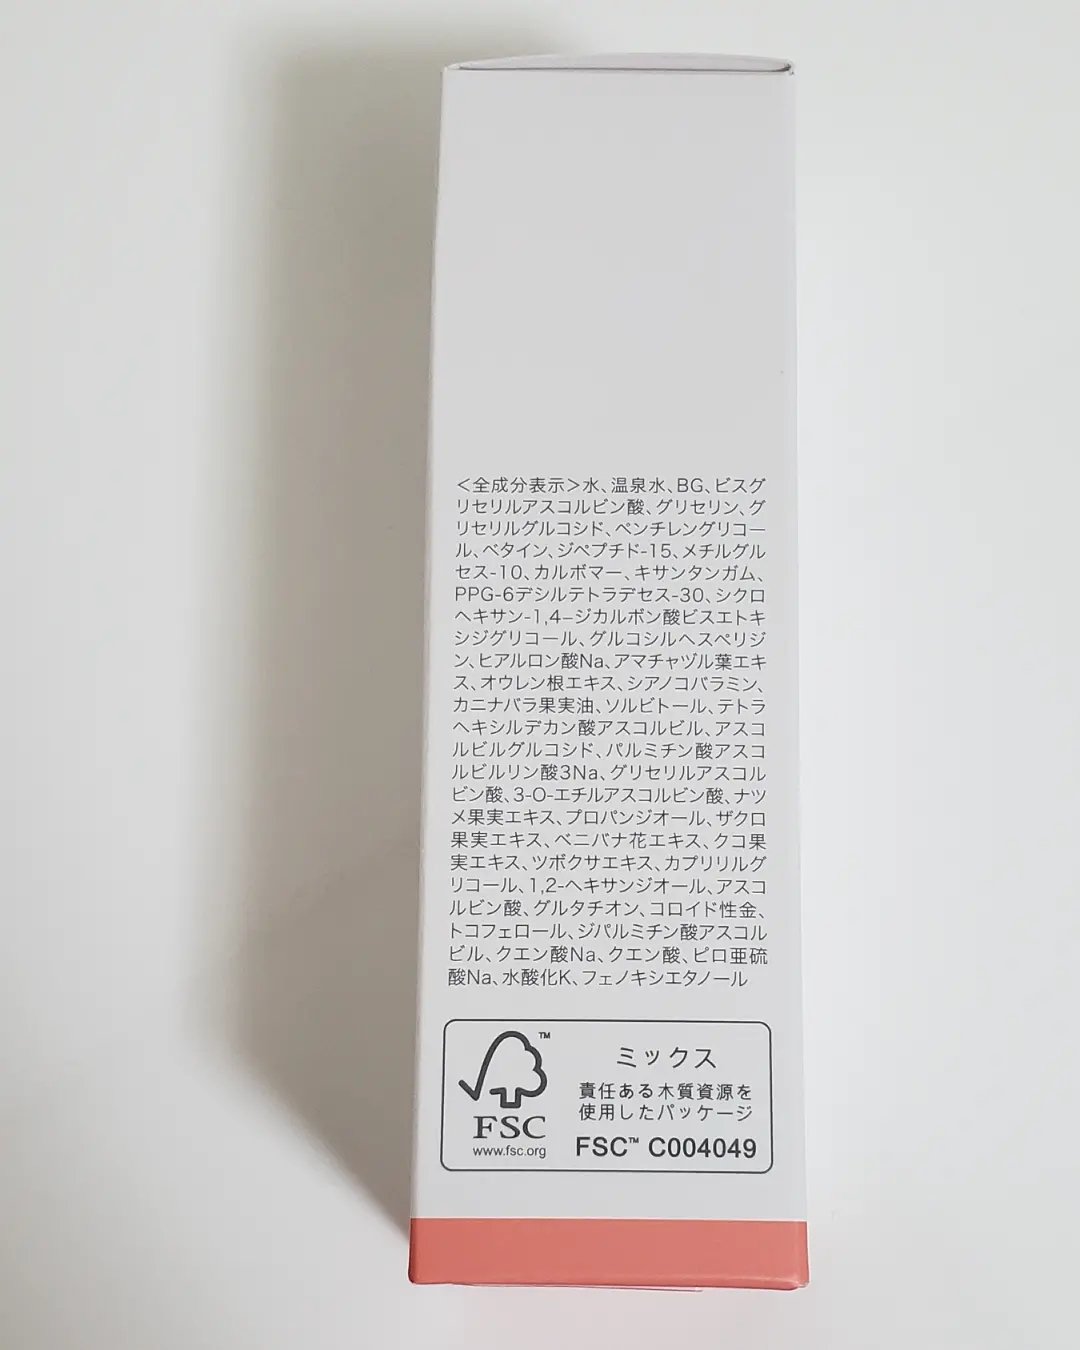 ＜全成分表示＞水、温泉水、BG、ビスグ
リセリルアスコルビン酸、グリセリン、グ
リセリルグルコシド、ペンチレングリコー
ル、ベタイン、ジペプチド-15、メチルグル
セス-10、カルボマー、キサンタンガム、
PPG-6デシルテトラデセス-30、シクロ
ヘキサン-1,4–ジカルボン酸ビスエトキ
シジグリコール、グルコシルヘスペリジ
ン、ヒアルロン酸Na、アマチャヅル葉エキ
ス、オウレン根エキス、シアノコバラミン、
カニナバラ果実油、ソルビトール、テトラ
ヘキシルデカン酸アスコルビル、アスコ
ルビルグルコシド、パルミチン酸アスコ
ルビルリン酸3Na、グリセリルアスコル
ビン酸、3-O-エチルアスコルビン酸、ナツ
メ果実エキス、プロパンジオール、ザクロ
果実エキス、ベニバナ花エキス、クコ果
実エキス、ツボクサエキス、カプリリルグ
リコール、1,2-ヘキサンジオール、アスコ
ルビン酸、グルタチオン、コロイド性金、
トコフェロール、ジパルミチン酸アスコル
ビル、クエン酸Na、クエン酸、ピロ亜硫
酸Na、水酸化K、フェノキシエタノール
TM
FSC
www.fsc.org
ミックス
責任ある木質資源を
使用したパッケージ
FSC™ C004049